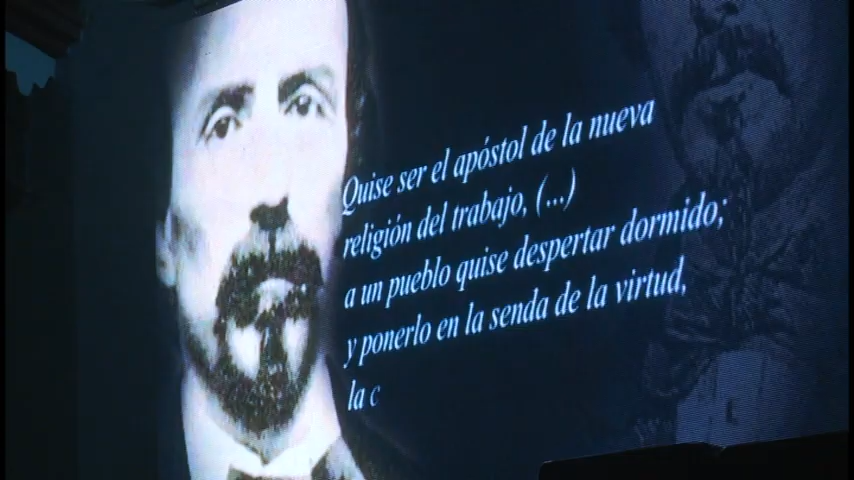 Quise ser el apóstol de la nueva
religión del trabajo, (...)
a un pueblo quise despertar dormido;
y ponerlo en la senda de la virtud,
la c